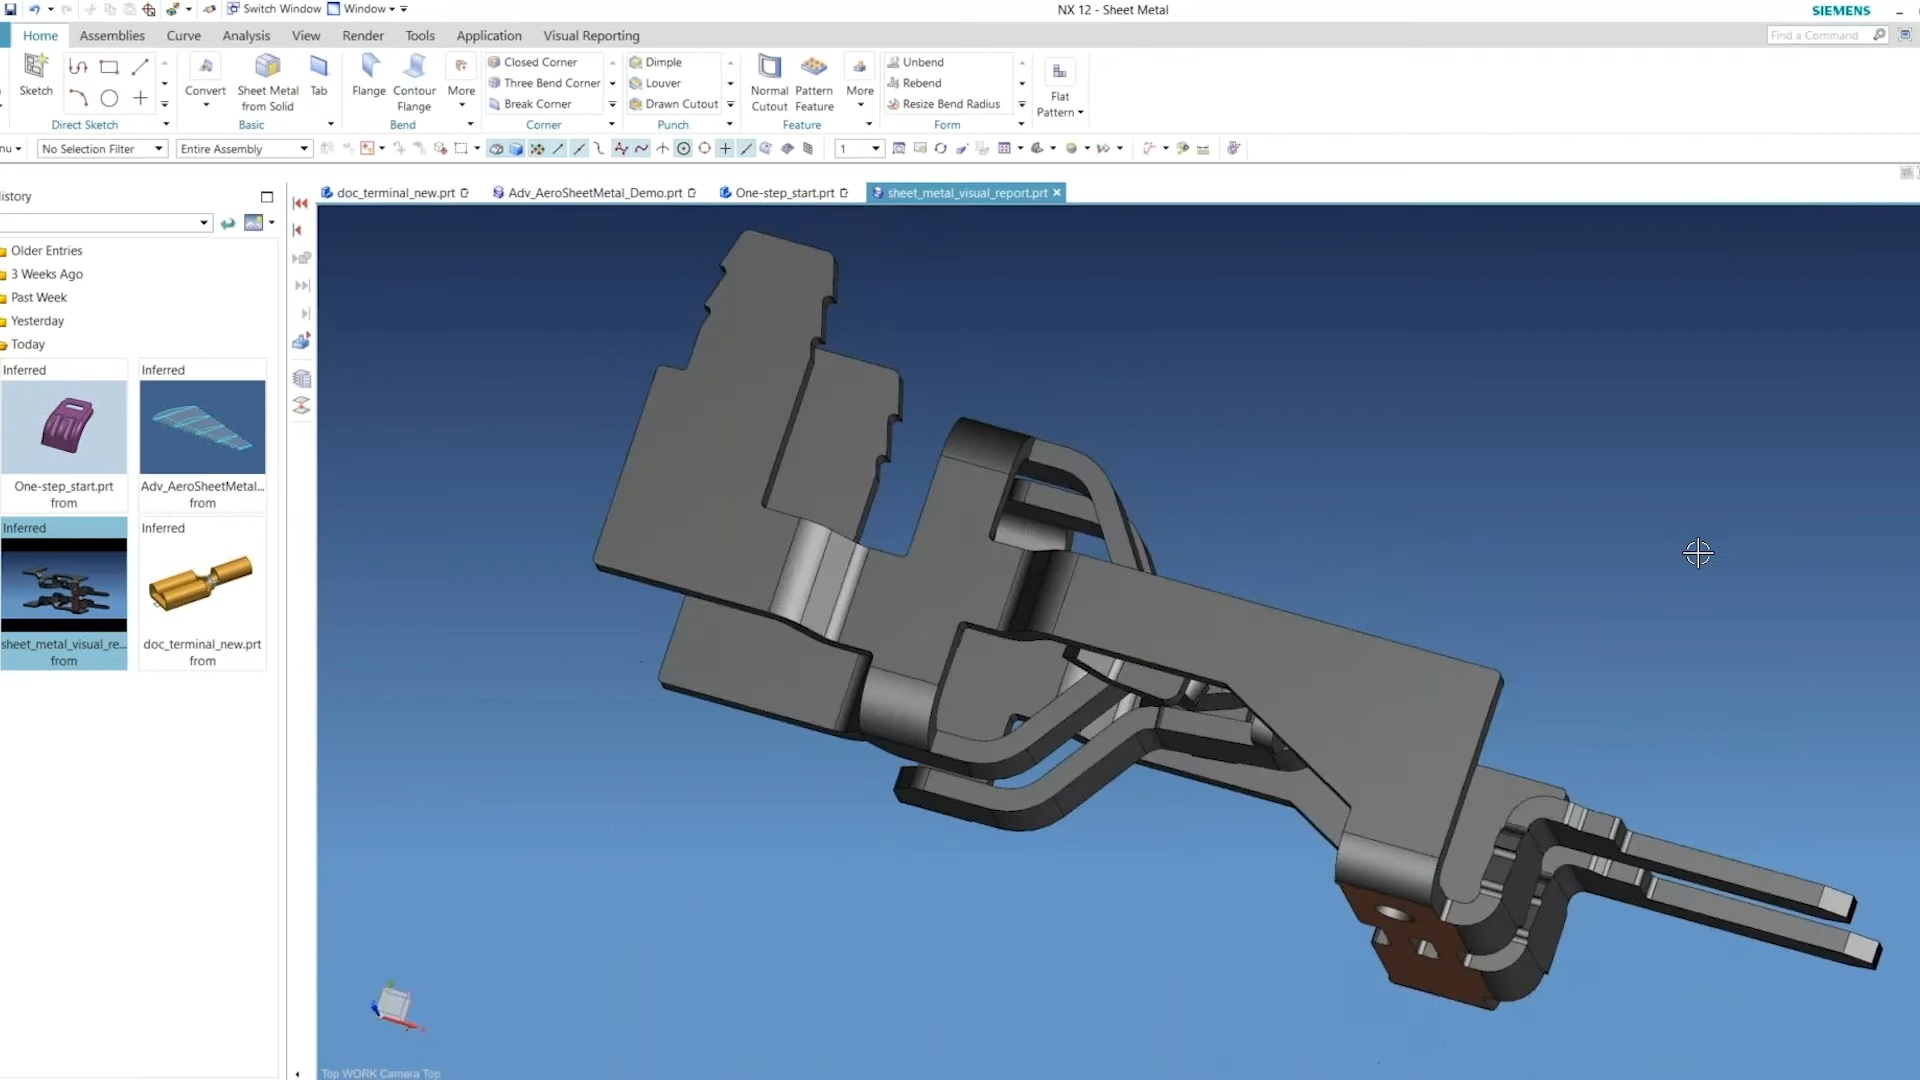 Switch Window Window NX 12 - Sheet Metal SIEMENS
Home Assemblies Curve Analysis View Render Tools Application Visual Reporting Find a Command
Closed Corner Dimple Unbend
Three Bend Corner Louver Rebend
Sketch Convert Sheet Metal Tab Flange Contour More Normal Pattern More Flat
from Solid Flange Break Corner Drawn Cutout Cutout Feature Resize Bend Radius Pattern
Direct Sketch Basic Bend Corner Punch Feature Form
nu No Selection Filter Entire Assembly 1
istory doc_terminal_new.prt Adv_AeroSheetMetal_Demo.prt One-step_start.prt sheet_metal_visual_report.prt
Older Entries
3 Weeks Ago
Past Week
Yesterday
Today
Inferred Inferred
One-step_start.prt Adv_AeroSheetMetal...
from from
Inferred Inferred
sheet_metal_visual_re... doc_terminal_new.prt
from from
Top WORK Camera Top